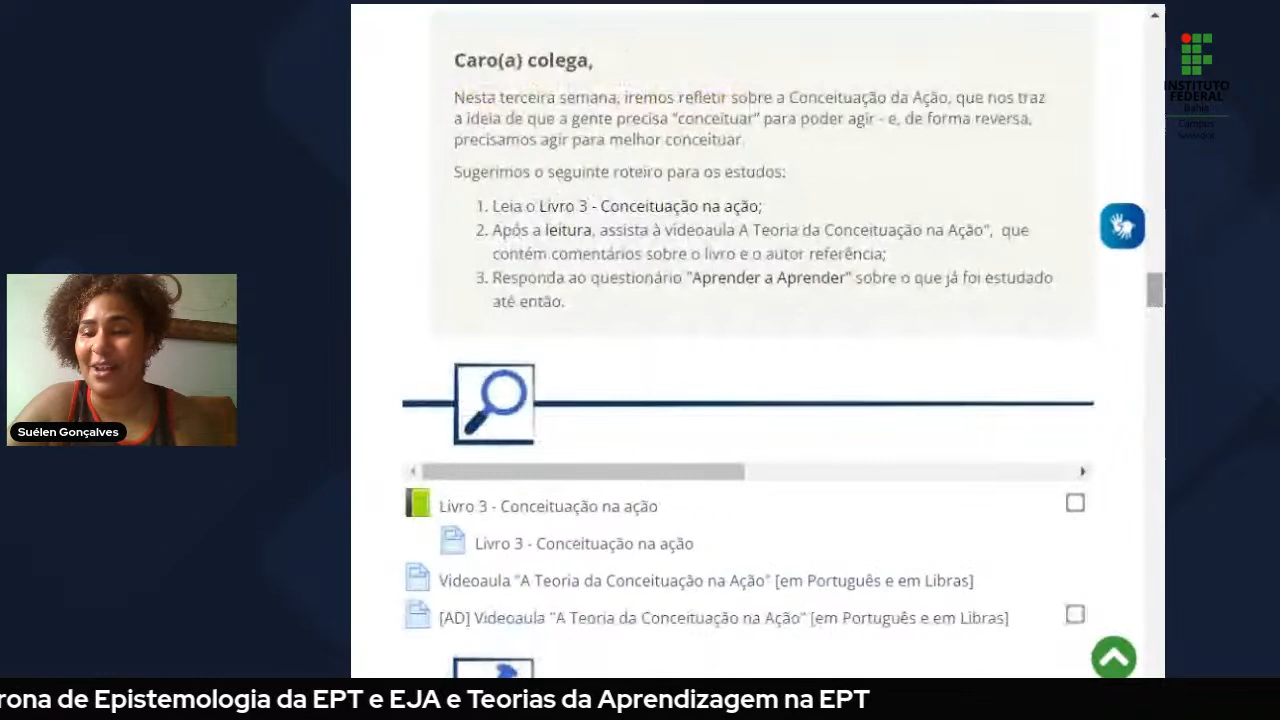 Caro(a) colega,
Nesta terceira semana, iremos refletir sobre a Conceituação da Ação, que nos traz
a ideia de que a gente precisa "conceituar" para poder agir - e, de forma reversa,
precisamos agir para melhor conceituar.
Sugerimos o seguinte roteiro para os estudos:
1. Leia o Livro 3 - Conceituação na ação;
2. Após a leitura, assista à videoaula A Teoria da Conceituação na Ação", que
contém comentários sobre o livro e o autor referência;
3. Responda ao questionário "Aprender a Aprender" sobre o que já foi estudado
até então.
Livro 3 - Conceituação na ação
Livro 3 - Conceituação na ação
Videoaula "A Teoria da Conceituação na Ação" [em Português e em Libras]
[AD] Videoaula "A Teoria da Conceituação na Ação" [em Português e em Libras]
INSTITUTO
FEDERAL
Bahia
Campus
Salvador
Suélen Gonçalves
rona de Epistemologia da EPT e EJA e Teorias da Aprendizagem na EPT